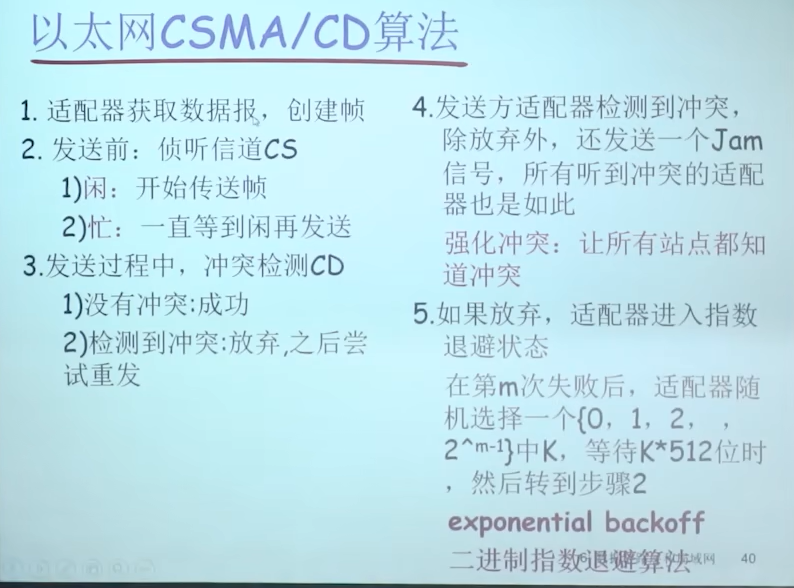 以太网CSMA/CD算法
1. 适配器获取数据报，创建帧
2. 发送前：侦听信道CS
1)闲：开始传送帧
2)忙：一直等到闲再发送
3.发送过程中，冲突检测CD
1)没有冲突:成功
2)检测到冲突:放弃,之后尝
试重发
4.发送方适配器检测到冲突，
除放弃外，还发送一个Jam
信号，所有听到冲突的适配
器也是如此
强化冲突：让所有站点都知
道冲突
5.如果放弃，适配器进入指数
退避状态
在第m次失败后，适配器随
机选择一个{0，1，2， ，
2^m-1}中K，等待K*512位时
，然后转到步骤2
exponential backoff
二进制指数退避算法
域网
40